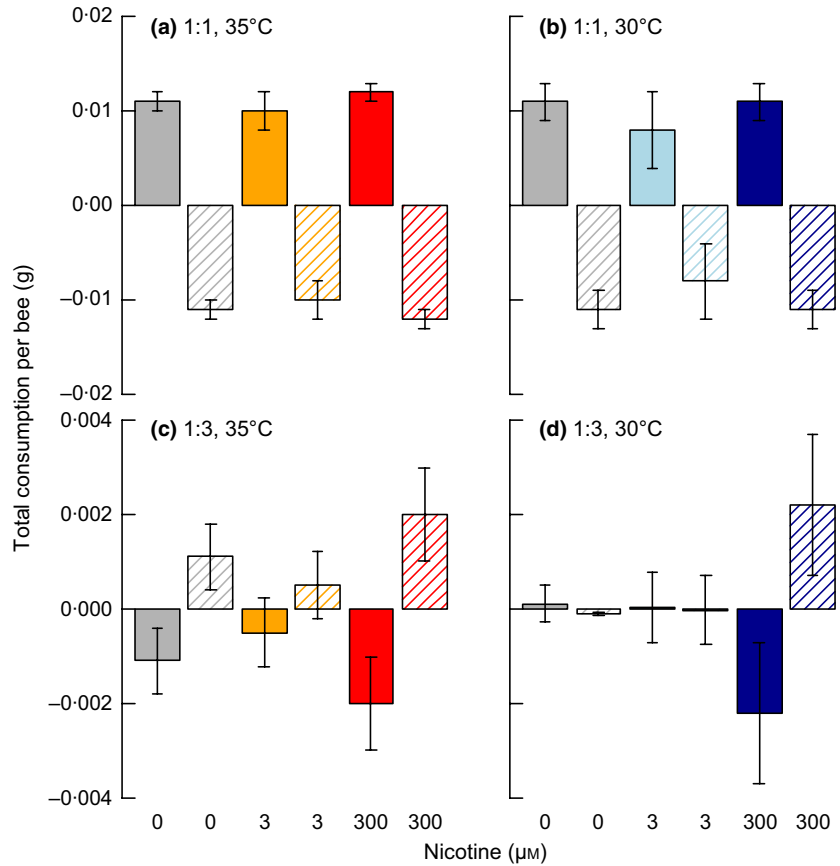 (a) 1:1, 35°C
(b) 1:1, 30°C
0·02
0·01
0·00
−0·01
−0·02
Total consumption per bee (g)
(c) 1:3, 35°C
(d) 1:3, 30°C
0·004
0·002
0·000
−0·002
−0·004
0 0 3 3 300 300
0 0 3 3 300 300
Nicotine (μM)